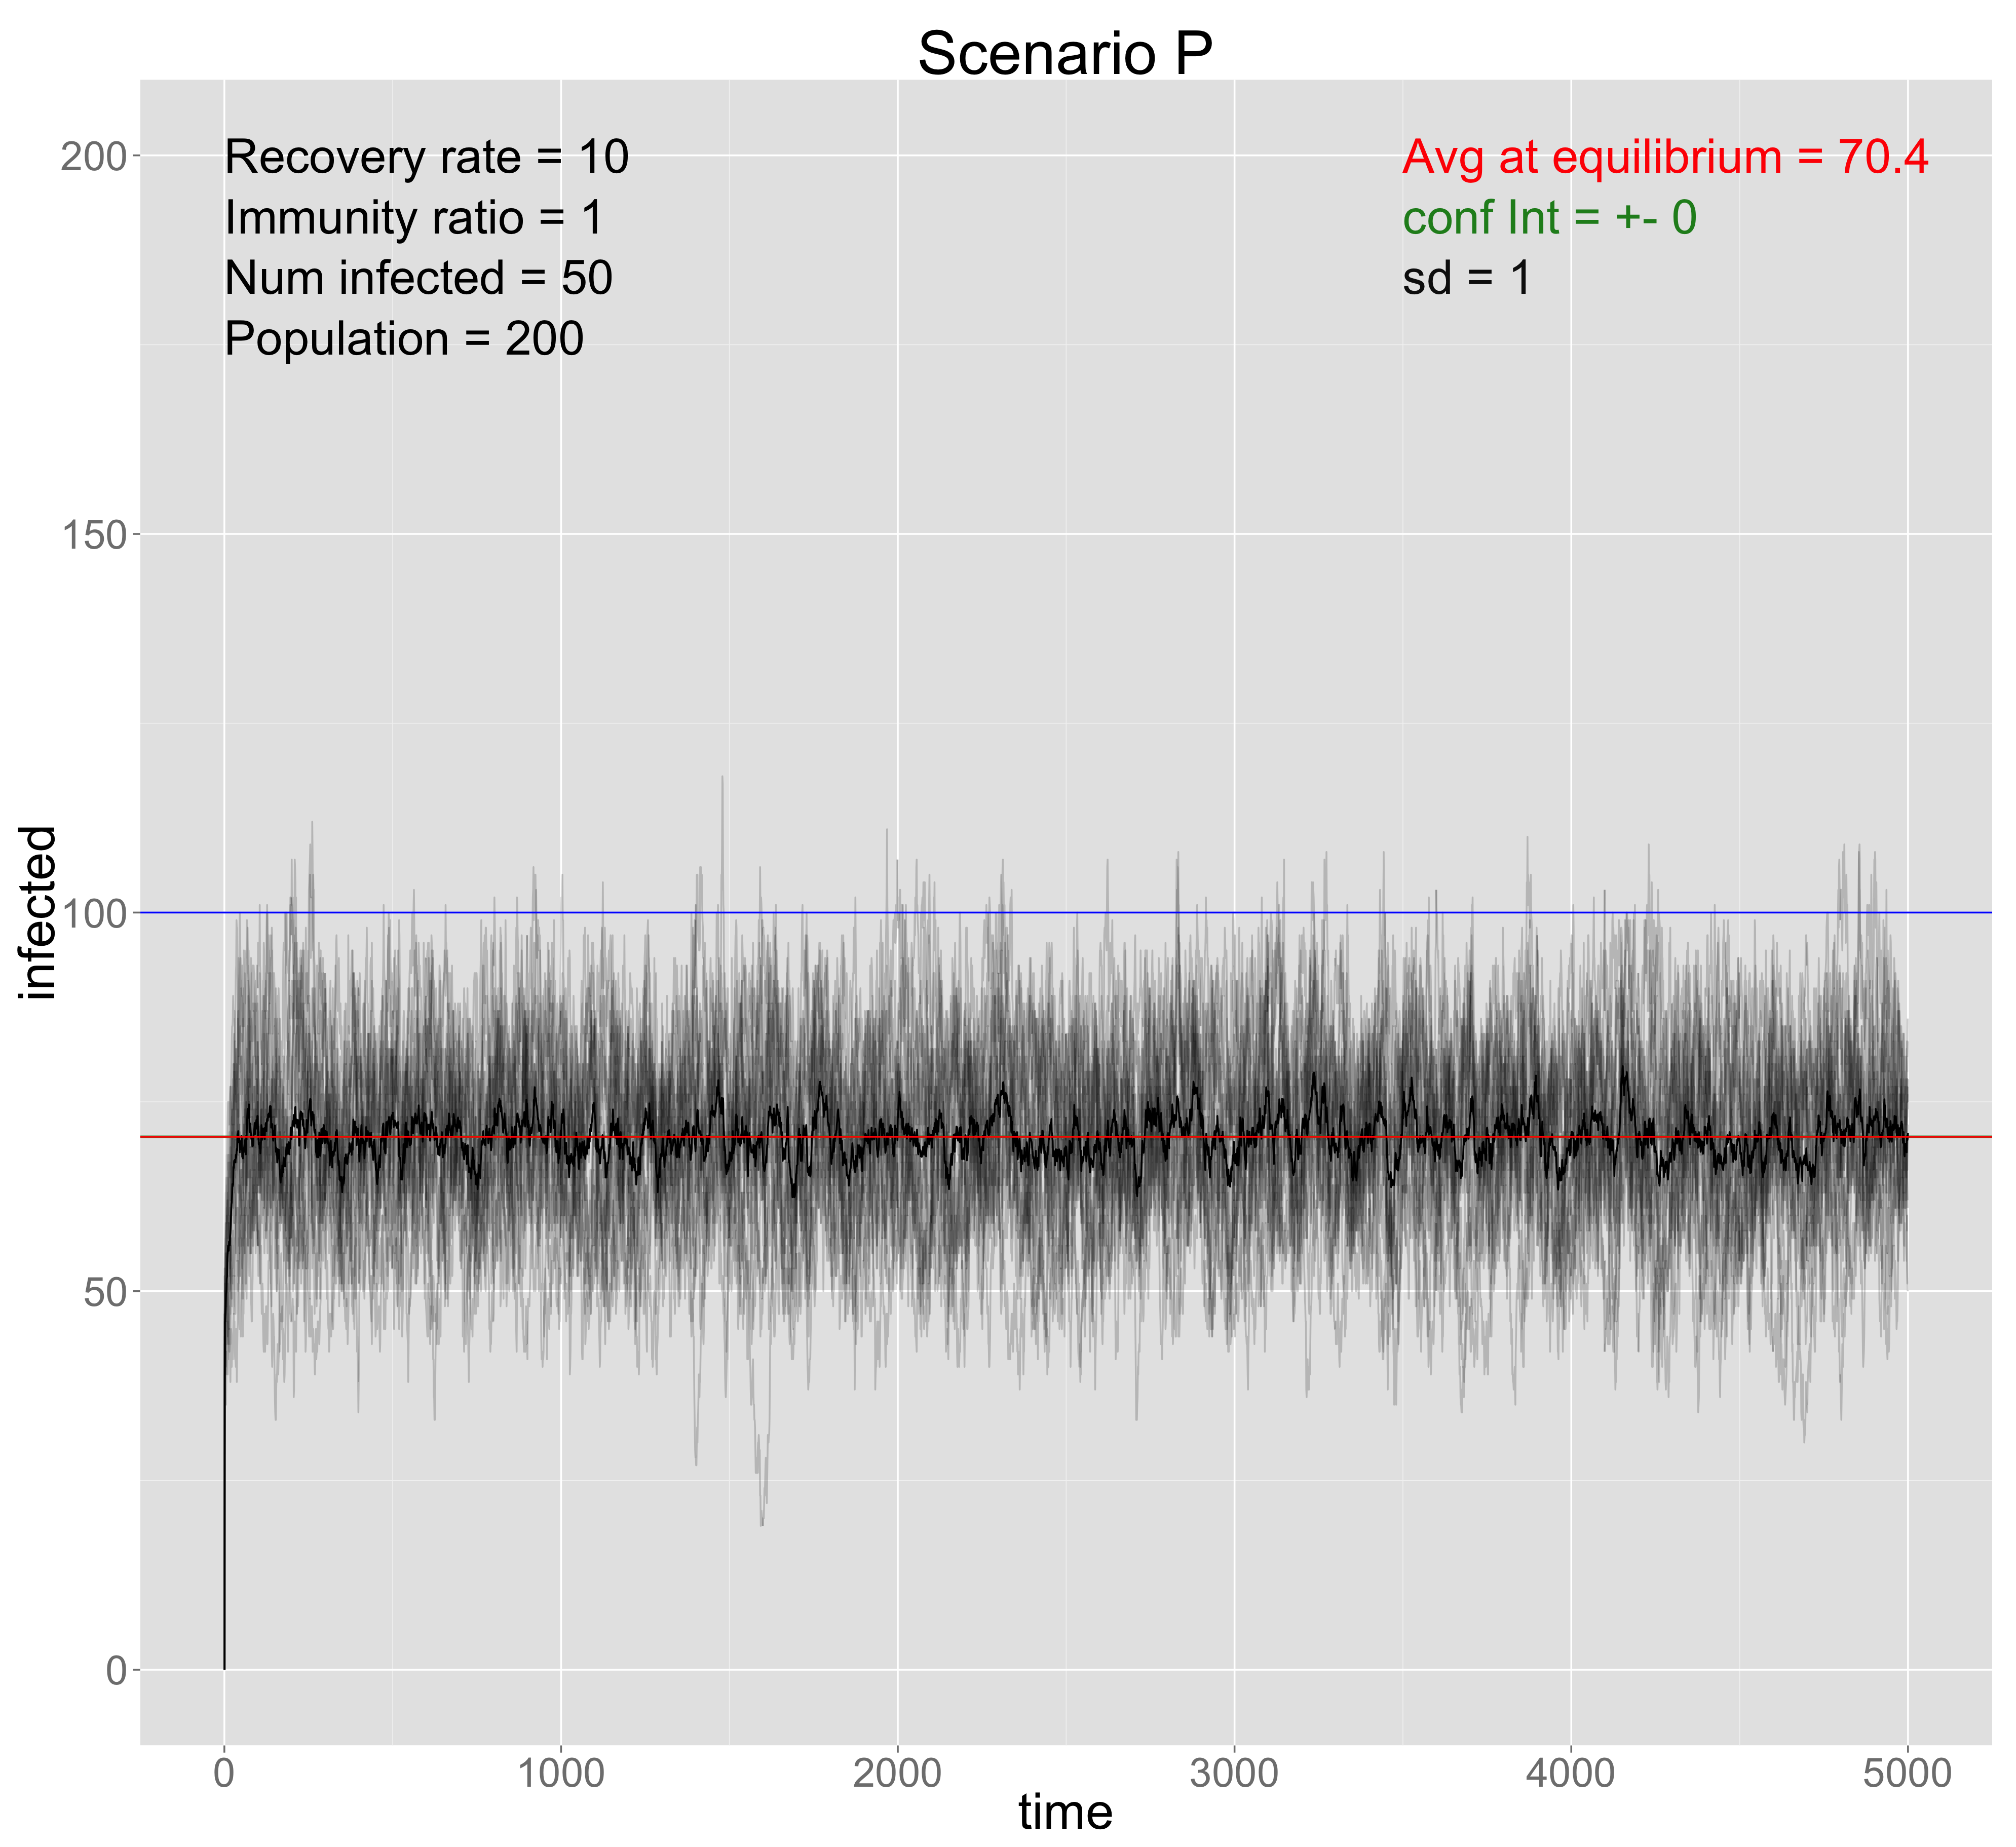 Scenario P
Recovery rate = 10
Immunity ratio = 1
Num infected = 50
Population = 200
Avg at equilibrium = 70.4
conf Int = +- 0
sd = 1
infected
200
150
100
50
0
0 1000 2000 3000 4000 5000
time